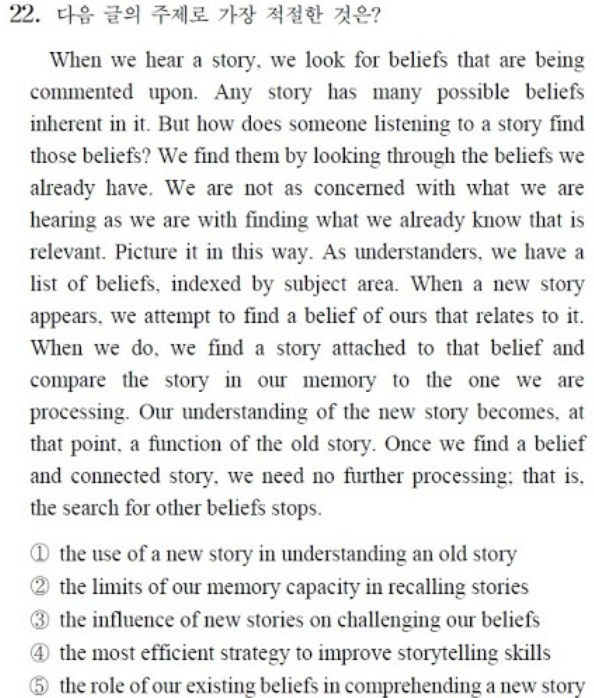 22. 다음 글의 주제로 가장 적절한 것은?
When we hear a story, we look for beliefs that are being
commented upon. Any story has many possible beliefs
inherent in it. But how does someone listening to a story find
those beliefs? We find them by looking through the beliefs we
already have. We are not as concerned with what we are
hearing as we are with finding what we already know that is
relevant. Picture it in this way. As understanders, we have a
list of beliefs, indexed by subject area. When a new story
appears, we attempt to find a belief of ours that relates to it.
When we do, we find a story attached to that belief and
compare the story in our memory to the one we are
processing. Our understanding of the new story becomes, at
that point, a function of the old story. Once we find a belief
and connected story, we need no further processing; that is,
the search for other beliefs stops.
① the use of a new story in understanding an old story
② the limits of our memory capacity in recalling stories
③ the influence of new stories on challenging our beliefs
④ the most efficient strategy to improve storytelling skills
⑤ the role of our existing beliefs in comprehending a new story